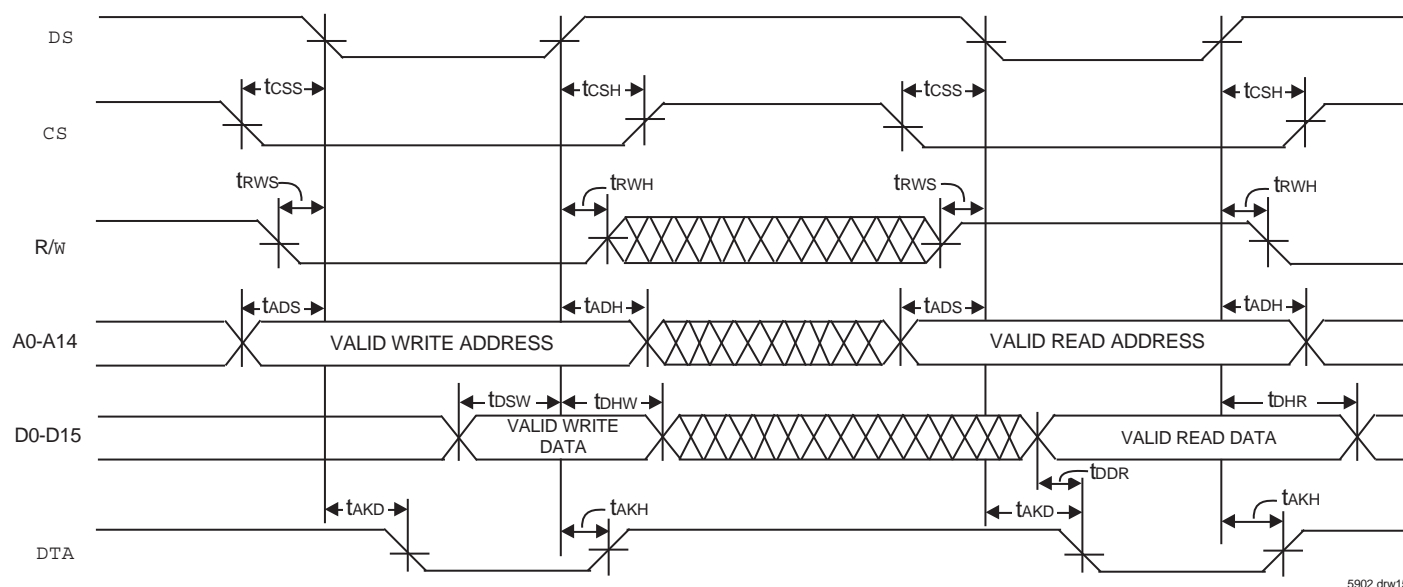 DS
tCSS
tCSH
tCSS
tCSH
CS
tRWS
tRWH
tRWS
tRWH
R/W
tADS
tADH
tADS
tADH
A0-A14
VALID WRITE ADDRESS
VALID READ ADDRESS
tDSW
tDHW
tDHR
D0-D15
VALID WRITE
DATA
VALID READ DATA
tDDR
tAKD
tAKH
tAKD
tAKH
DTA